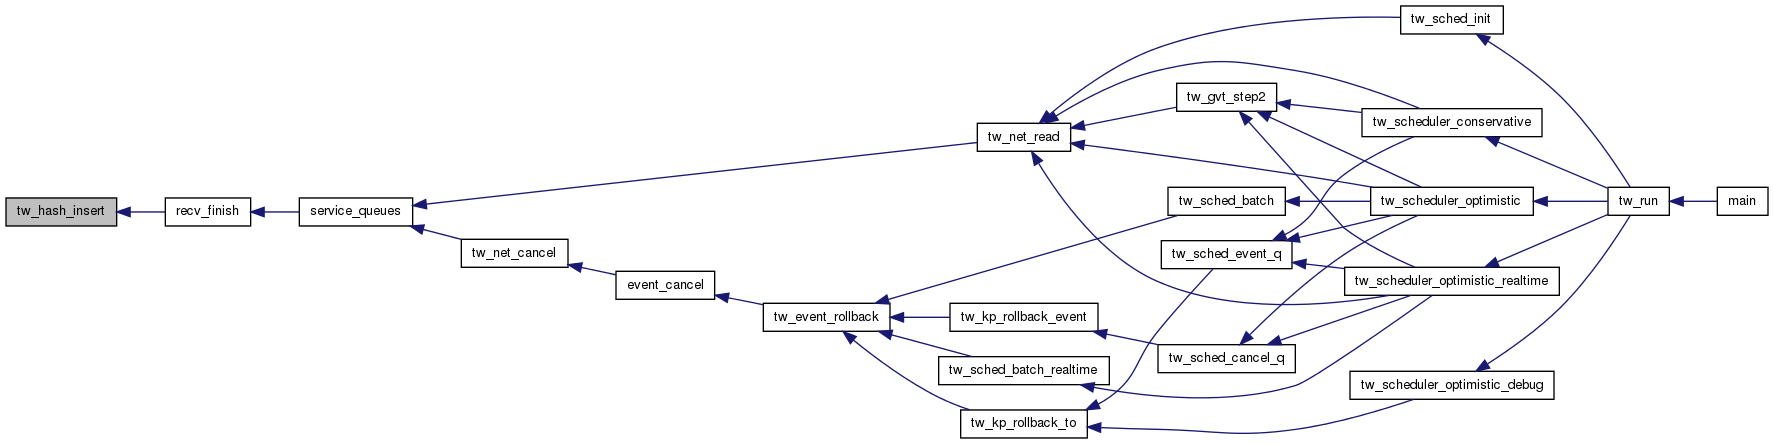 tw_sched_init
tw_gvt_step2
tw_scheduler_conservative
tw_net_read
tw_hash_insert
recv_finish
service_queues
tw_sched_batch
tw_scheduler_optimistic
tw_run
main
tw_net_cancel
tw_sched_event_q
event_cancel
tw_scheduler_optimistic_realtime
tw_event_rollback
tw_kp_rollback_event
tw_sched_cancel_q
tw_sched_batch_realtime
tw_scheduler_optimistic_debug
tw_kp_rollback_to